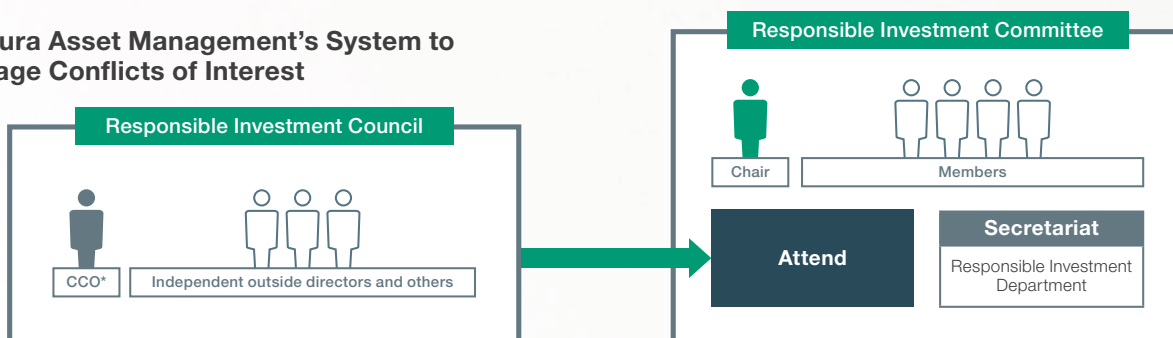 ura Asset Management’s System to
age Conflicts of Interest
Responsible Investment Council
CCO*
Independent outside directors and others
Responsible Investment Committee
Chair
Members
Attend
Secretariat
Responsible Investment
Department